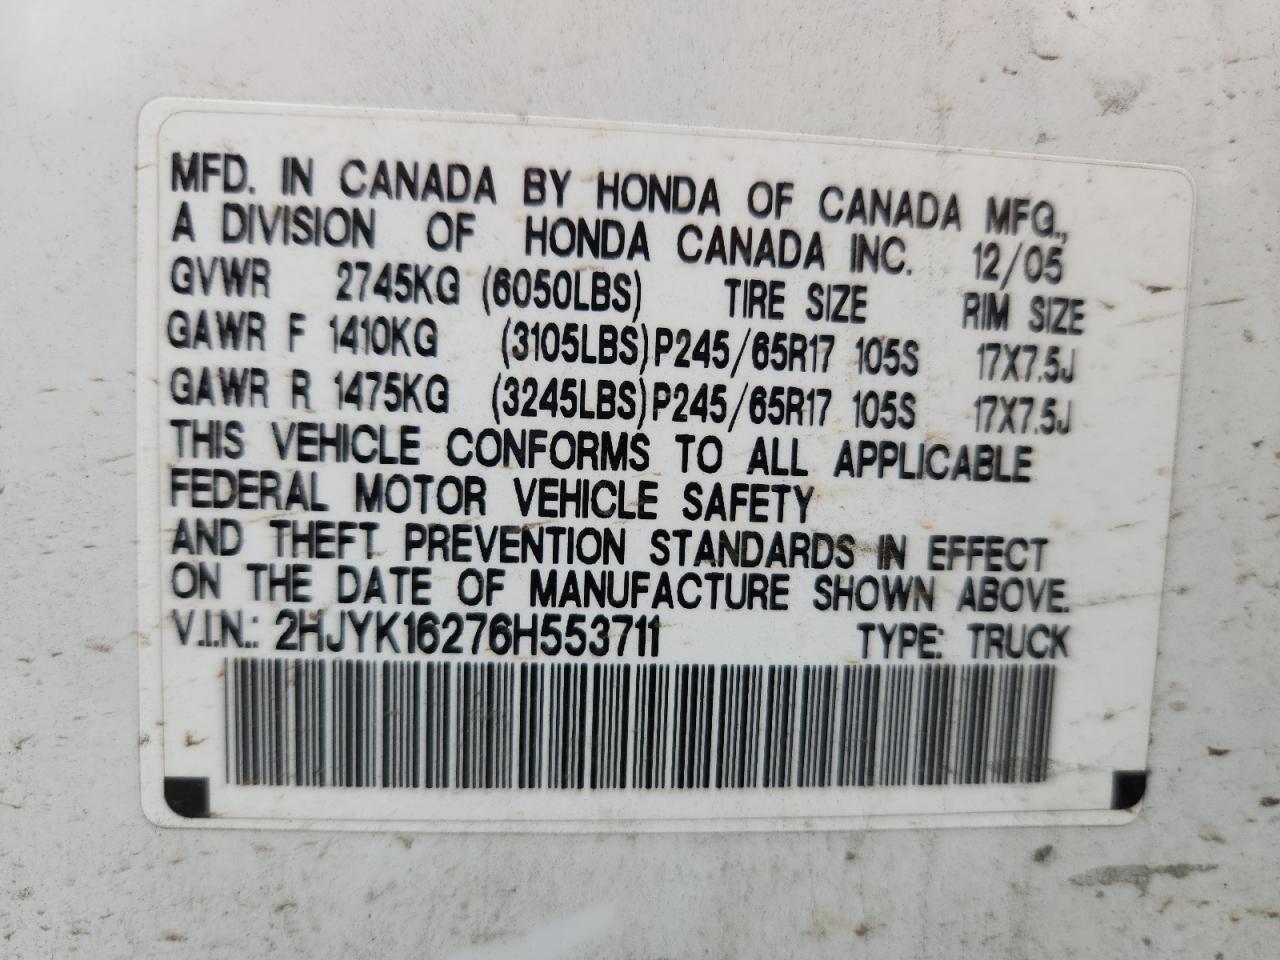 MFD. IN CANADA BY HONDA OF CANADA MFG.,
A DIVISION OF HONDA CANADA INC. 12/05
GVWR 2745KG (6050LBS) TIRE SIZE RIM SIZE
GAWR F 1410KG (3105LBS) P245/65R17 105S 17X7.5J
GAWR R 1475KG (3245LBS) P245/65R17 105S 17X7.5J
THIS VEHICLE CONFORMS TO ALL APPLICABLE
FEDERAL MOTOR VEHICLE SAFETY
AND THEFT PREVENTION STANDARDS IN EFFECT
ON THE DATE OF MANUFACTURE SHOWN ABOVE.
V.I.N.: 2HJYK16276H553711 TYPE: TRUCK